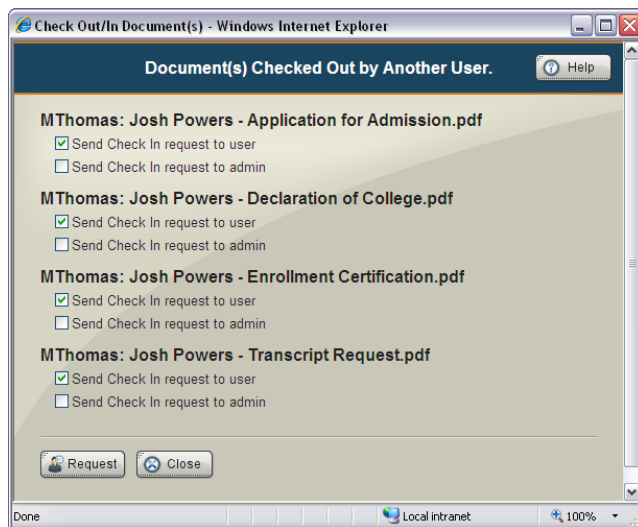 Check Out/In Document(s) - Windows Internet Explorer
Document(s) Checked Out by Another User.
Help
MThomas: Josh Powers - Application for Admission.pdf
Send Check In request to user
Send Check In request to admin
MThomas: Josh Powers - Declaration of College.pdf
Send Check In request to user
Send Check In request to admin
MThomas: Josh Powers - Enrollment Certification.pdf
Send Check In request to user
Send Check In request to admin
MThomas: Josh Powers - Transcript Request.pdf
Send Check In request to user
Send Check In request to admin
Request Close
Done Local intranet 100%